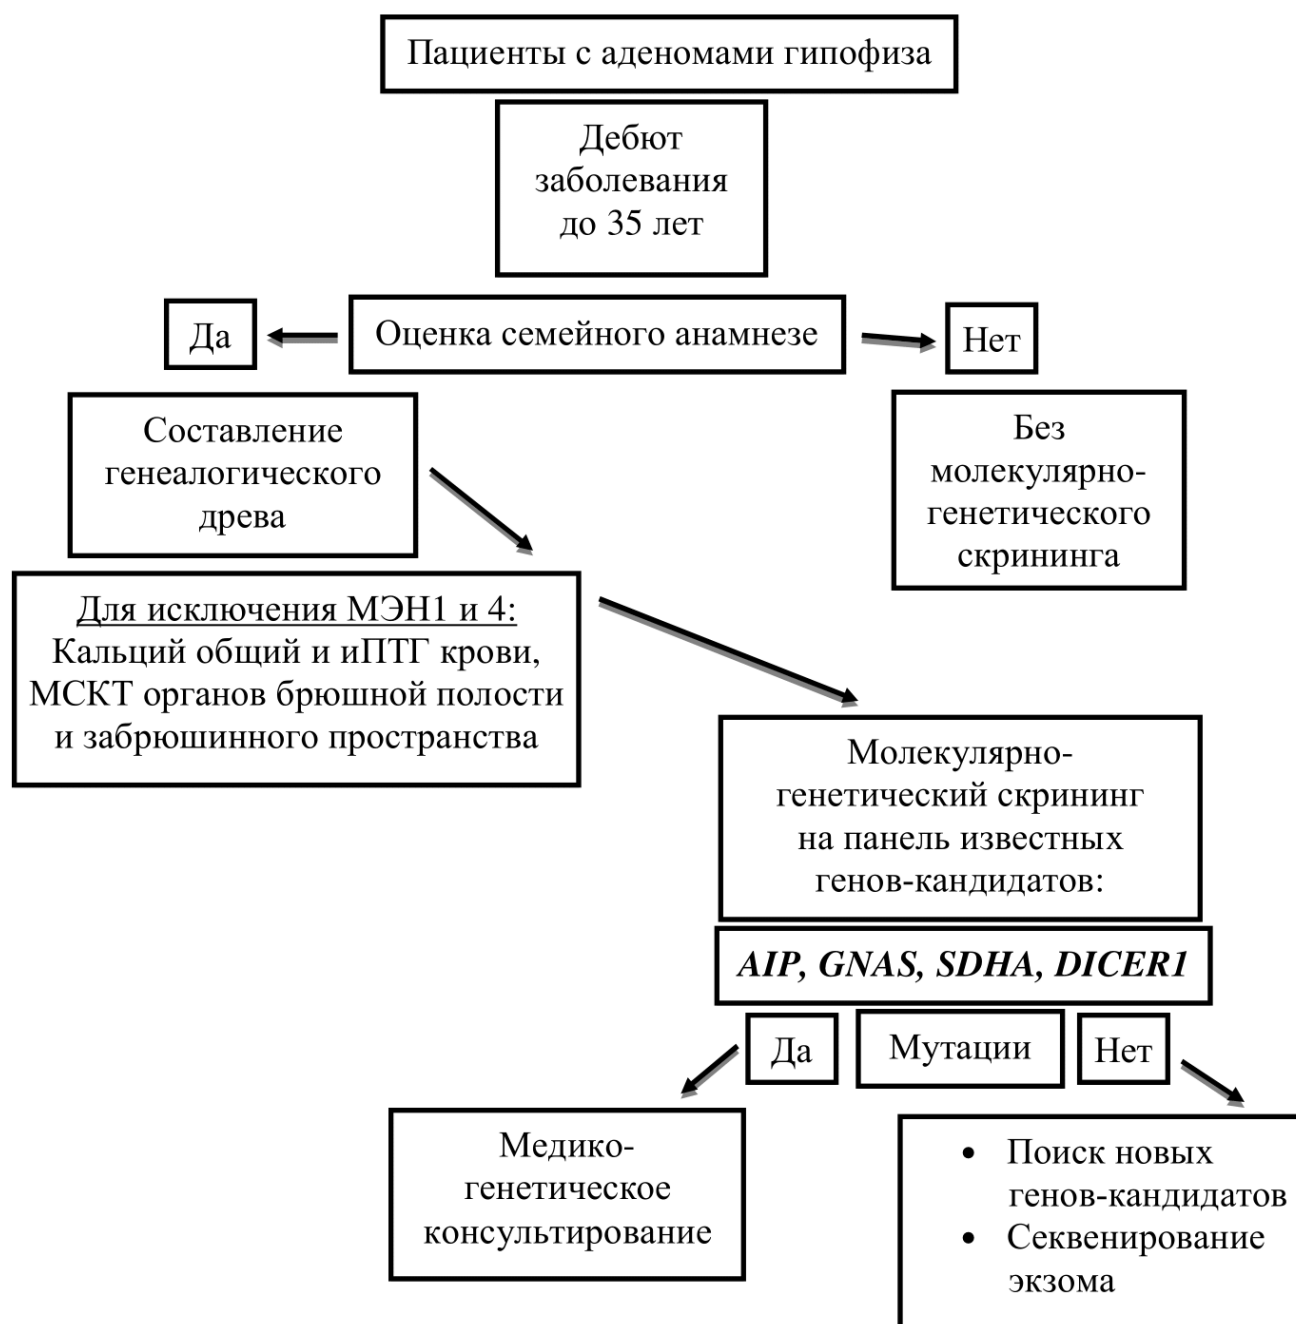 Пациенты с аденомами гипофиза
Дебют
заболевания
до 35 лет
Да
Оценка семейного анамнезе
Нет
Составление
генеалогического
древа
Без
молекулярно-
генетического
скрининга
Для исключения МЭН1 и 4:
Кальций общий и иПТГ крови,
МСКТ органов брюшной полости
и забрюшинного пространства
Молекулярно-
генетический скрининг
на панель известных
генов-кандидатов:
AIP, GNAS, SDHA, DICER1
Да
Мутации
Нет
Медико-
генетическое
консультирование
• Поиск новых
генов-кандидатов
• Секвенирование
экзома